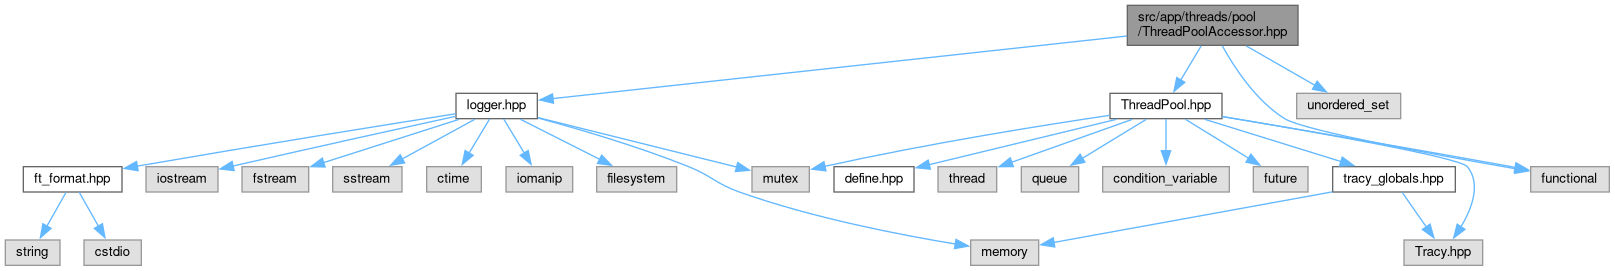 src/app/threads/pool
/ThreadPoolAccessor.hpp
logger.hpp
ThreadPool.hpp
unordered_set
ft_format.hpp
iostream
fstream
sstream
ctime
iomanip
filesystem
mutex
define.hpp
thread
queue
condition_variable
future
tracy_globals.hpp
functional
string
cstdio
memory
Tracy.hpp